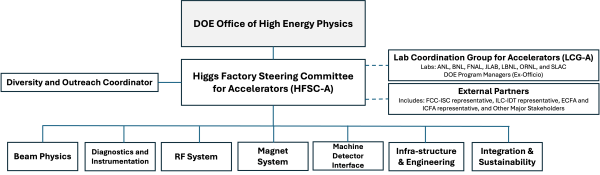 DOE Office of High Energy Physics
Lab Coordination Group for Accelerators (LCG-A)
Labs: ANL, BNL, FNAL, JLAB, LBNL, ORNL, and SLAC
DOE Program Managers (Ex-Officio)
Diversity and Outreach Coordinator
Higgs Factory Steering Committee
for Accelerators (HFSC-A)
External Partners
Includes: FCC-ISC representative, ILC-IDT representative, ECFA and
ICFA representative, and Other Major Stakeholders
Beam Physics
Diagnostics and
Instrumentation
RF System
Magnet
System
Machine
Detector
Interface
Infra-structure
& Engineering
Integration &
Sustainability